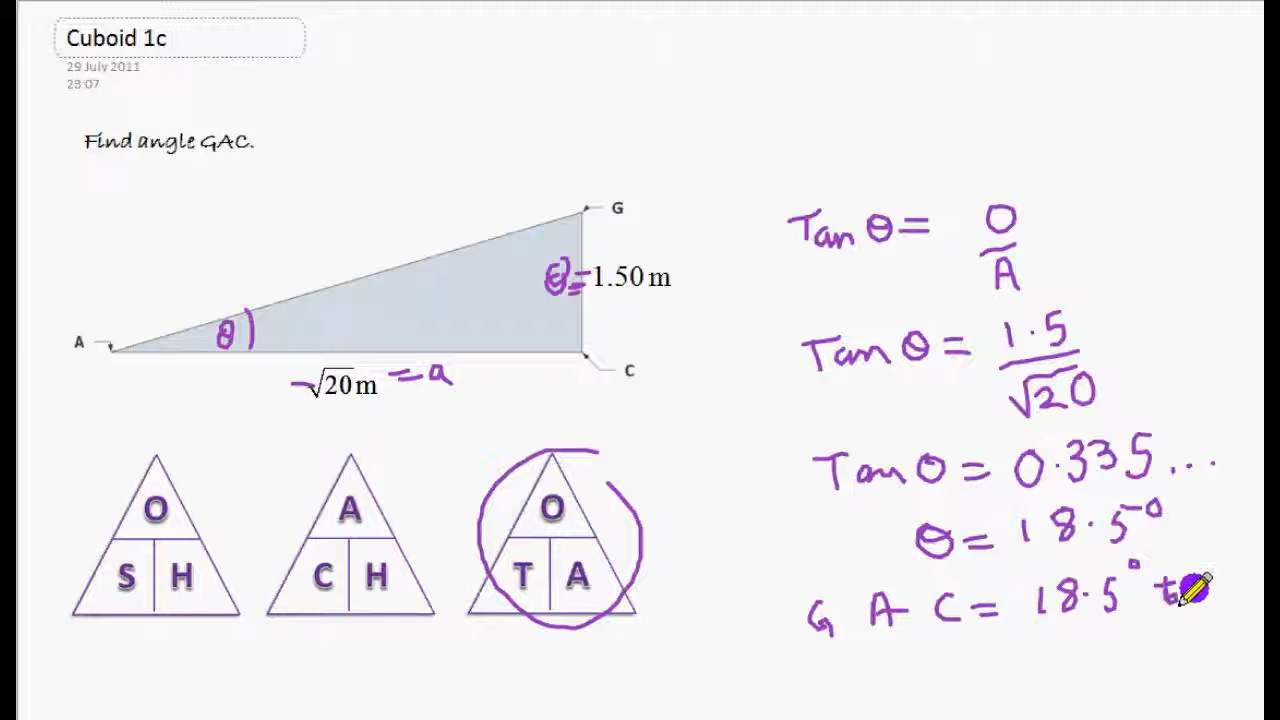 Cuboid 1c
29 July 2011
23:07
Find angle GAC.
G
= 1.50 m
θ
A
C
√20 m = a
O
S H
A
C H
O
T A
Tan θ = O/A
Tan θ = 1.5/√20
Tan θ = 0.335...
θ = 18.5°
G A C = 18.5° t